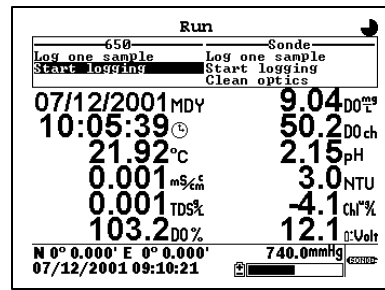 Run
650 Sonde
Log one sample Log one sample
Start logging Start logging
Clean optics
07/12/2001 MDY 9.04 DO mg/L
10:05:39 50.2 DO ch
21.92 °C 2.15 pH
0.001 mS/cm c 3.0 NTU
0.001 TDS g/L -4.1 Chl
103.2 DO % 12.1 :Volt
N 0° 0.000' E 0° 0.000' 740.0mmHg
07/12/2001 09:10:21